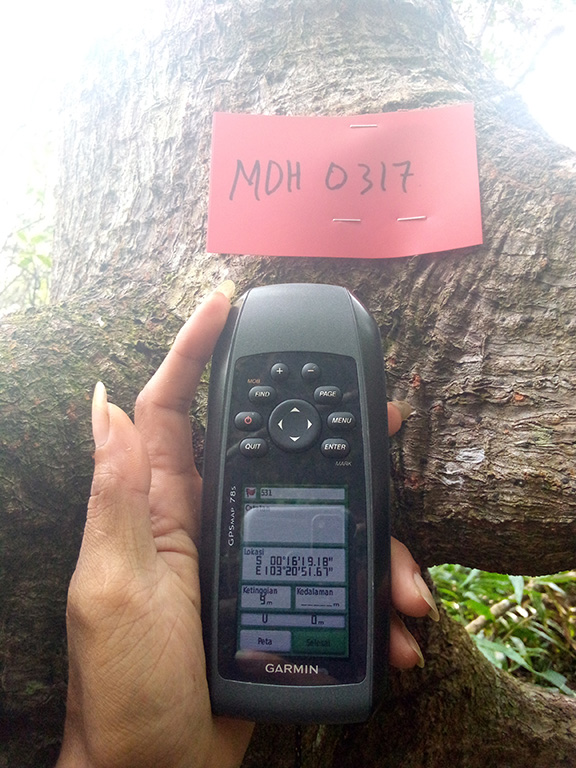 MDH 0317
+ −
MOB
FIND PAGE
MENU
QUIT ENTER
MARK
GPSMAP 78s
531
Catatan
Lokasi
S 00°16'19.18"
E103°20'51.67"
Ketinggian Kedalaman
9m _____m
U 0m
Peta Selesai
GARMIN